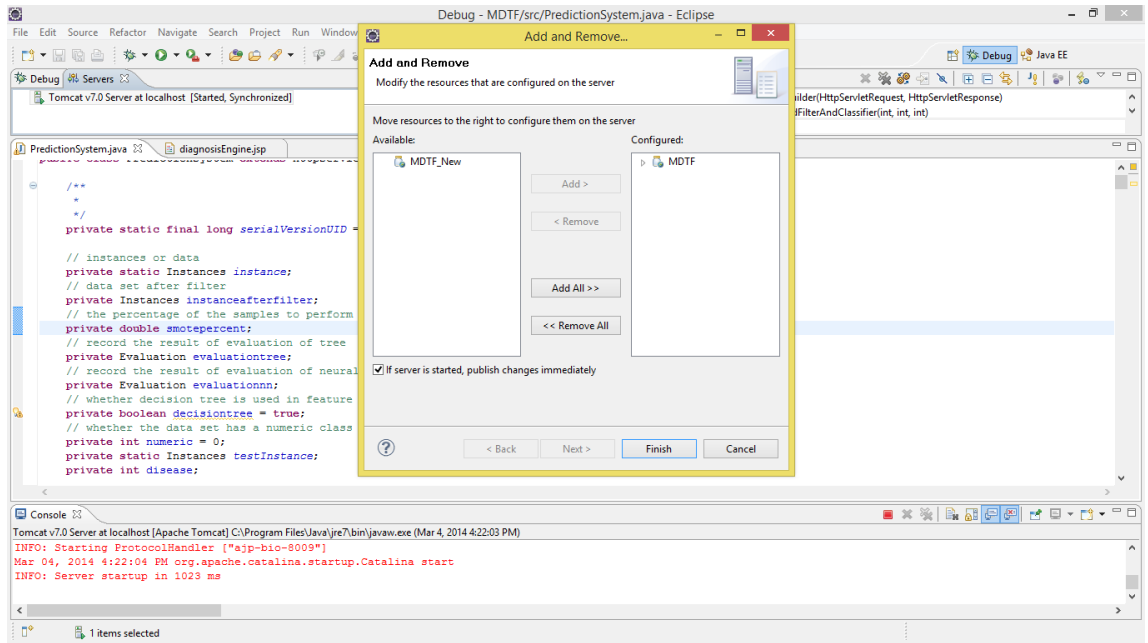 Debug - MDTF/src/PredictionSystem.java - Eclipse
File Edit Source Refactor Navigate Search Project Run Window
Debug Java EE
Debug Servers
Tomcat v7.0 Server at localhost [Started, Synchronized]
ilder(HttpServletRequest, HttpServletResponse)
dFilterAndClassifier(int, int, int)
Add and Remove...
Add and Remove
Modify the resources that are configured on the server
Move resources to the right to configure them on the server
Available:
Configured:
MDTF_New
MDTF
Add >
< Remove
Add All >>
<< Remove All
If server is started, publish changes immediately
< Back
Next >
Finish
Cancel
PredictionSystem.java diagnosisEngine.jsp
/**
*
*/
private static final long serialVersionUID =
// instances or data
private static Instances instance;
// data set after filter
private Instances instanceafterfilter;
// the percentage of the samples to perform
private double smotepercent;
// record the result of evaluation of tree
private Evaluation evaluationtree;
// record the result of evaluation of neural
private Evaluation evaluationnn;
// whether decision tree is used in feature
private boolean decisiontree = true;
// whether the data set has a numeric class
private int numeric = 0;
private static Instances testInstance;
private int disease;
Console
Tomcat v7.0 Server at localhost [Apache Tomcat] C:\Program Files\Java\jre7\bin\javaw.exe (Mar 4, 2014 4:22:03 PM)
INFO: Starting ProtocolHandler ["ajp-bio-8009"]
Mar 04, 2014 4:22:04 PM org.apache.catalina.startup.Catalina start
INFO: Server startup in 1023 ms
1 items selected